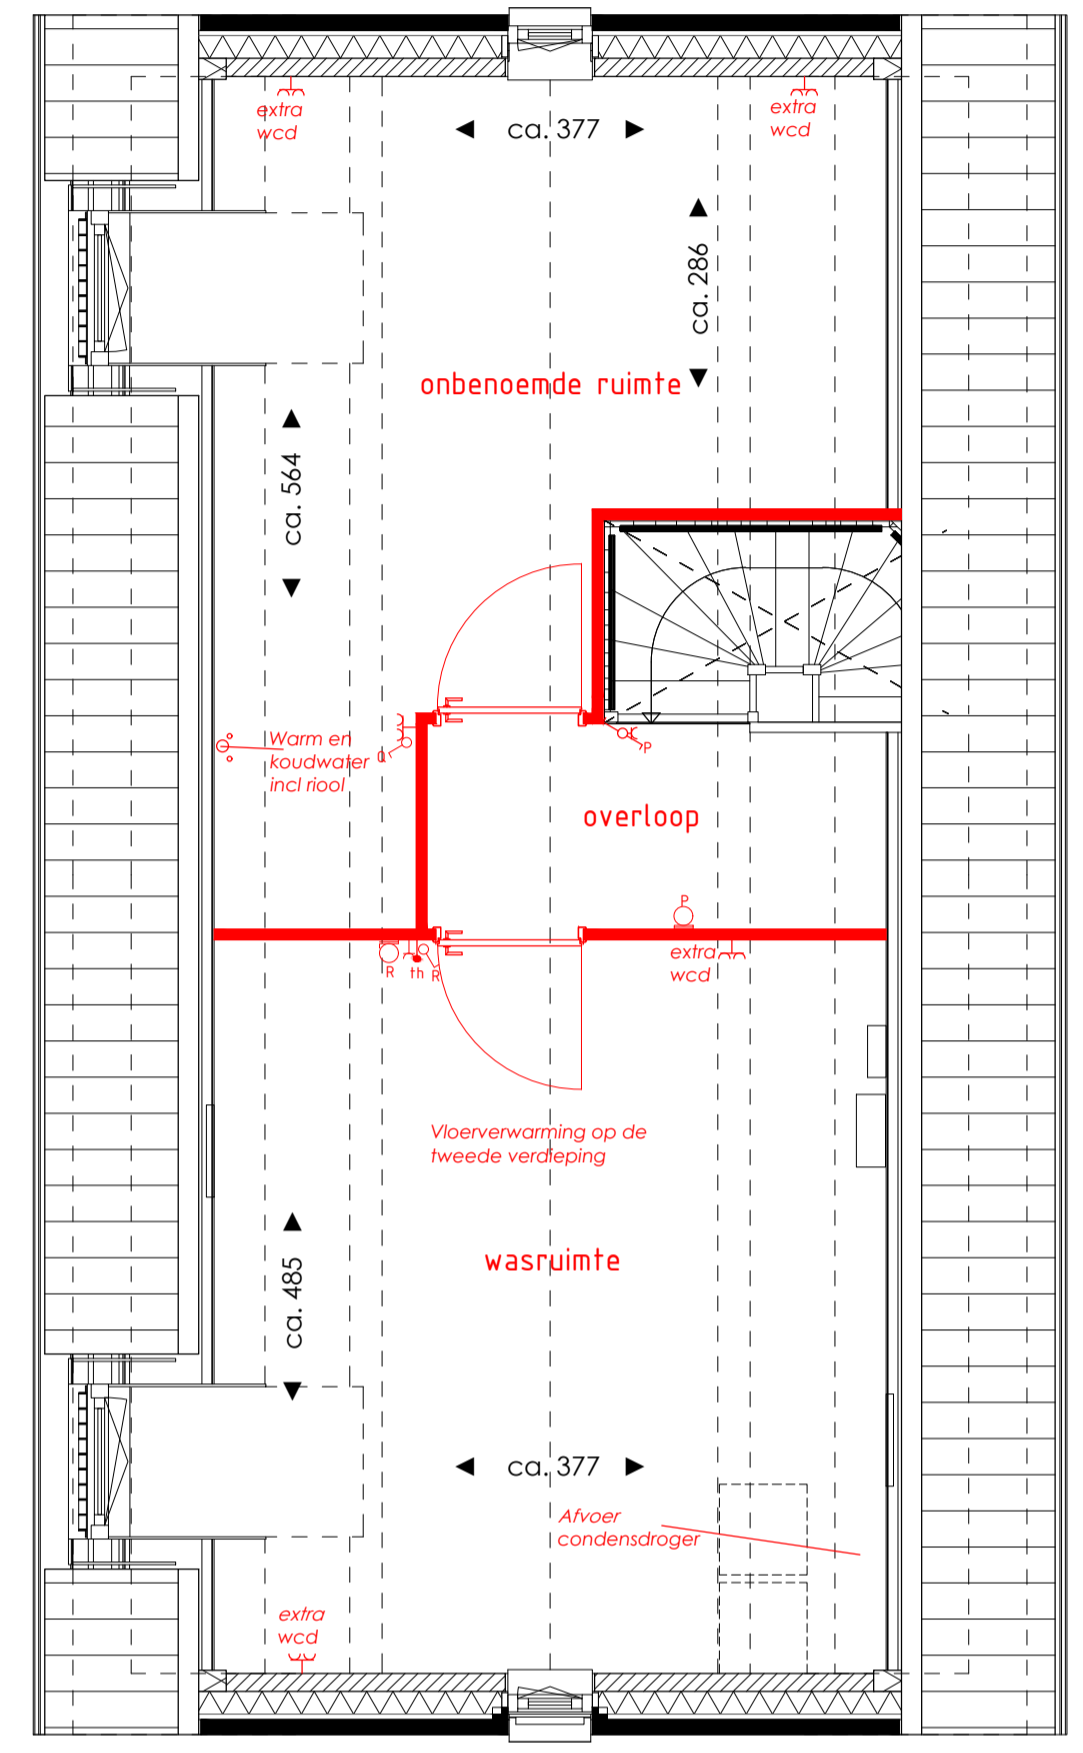 extra
wcd
ca. 377
extra
wcd
ca. 286
onbenoemde ruimte
ca. 564
Warm en
koudwater
incl riool
Q
P
overloop
P
R
th
R
extra
wcd
Vloerverwarming op de
tweede verdieping
wasruimte
ca. 485
ca. 377
Afvoer
condensdroger
extra
wcd